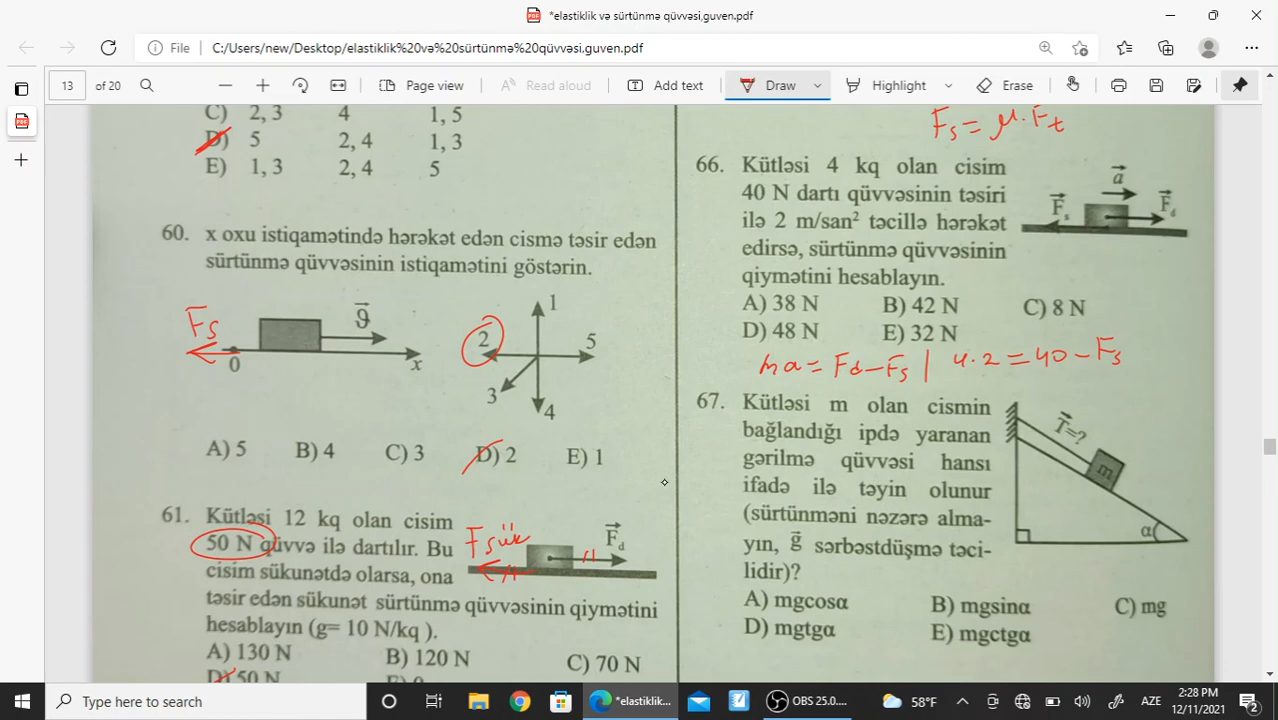 *elastiklik və sürtünmə qüvvəsi,guven.pdf
File
C:/Users/new/Desktop/elastiklik%20və%20sürtünmə%20qüvvəsi.guven.pdf
13 of 20
Page view
Read aloud
Add text
Draw
Highlight
Erase
C) 2, 3 4 1, 5
D) 5 2, 4 1, 3
E) 1, 3 2, 4 5
60. x oxu istiqamətində hərəkət edən cismə təsir edən
sürtünmə qüvvəsinin istiqamətini göstərin.
Fs
ϑ
0
x
1
2
5
3
4
A) 5 B) 4 C) 3 D) 2 E) 1
61. Kütləsi 12 kq olan cisim
50 N qüvvə ilə dartılır. Bu
cisim sükunətdə olarsa, ona
təsir edən sükunət sürtünmə qüvvəsinin qiymətini
hesablayın (g= 10 N/kq ).
Fsük
Fd
A) 130 N B) 120 N C) 70 N
D) 50 N E) 0
Fs = μ·Ft
66. Kütləsi 4 kq olan cisim
40 N dartı qüvvəsinin təsiri
ilə 2 m/san² təcillə hərəkət
edirsə, sürtünmə qüvvəsinin
qiymətini hesablayın.
a
Fs
Fd
A) 38 N B) 42 N C) 8 N
D) 48 N E) 32 N
ma = Fd – Fs | 4·2 = 40 – Fs
67. Kütləsi m olan cismin
bağlandığı ipdə yaranan
gərilmə qüvvəsi hansı
ifadə ilə təyin olunur
(sürtünməni nəzərə alma-
yın, g sərbəstdüşmə təci-
lidir)?
T=?
m
α
A) mgcosα B) mgsinα C) mg
D) mgtgα E) mgctgα
Type here to search
*elastiklik...
OBS 25.0....
58°F
AZE
2:28 PM
12/11/2021
2